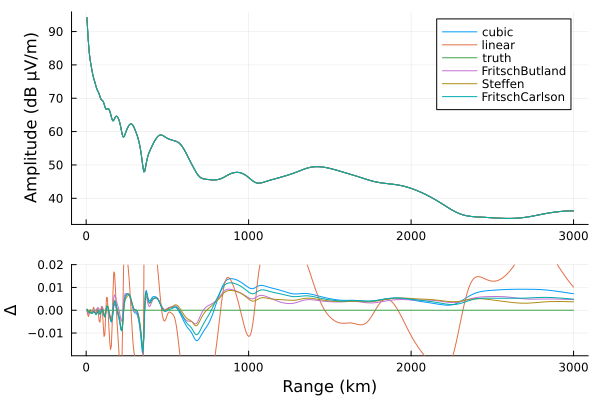 Amplitude (dB μV/m)
90
80
70
60
50
40
0
1000
2000
3000
cubic
linear
truth
FritschButland
Steffen
FritschCarlson
Δ
0.02
0.01
0.00
−0.01
0
1000
2000
3000
Range (km)